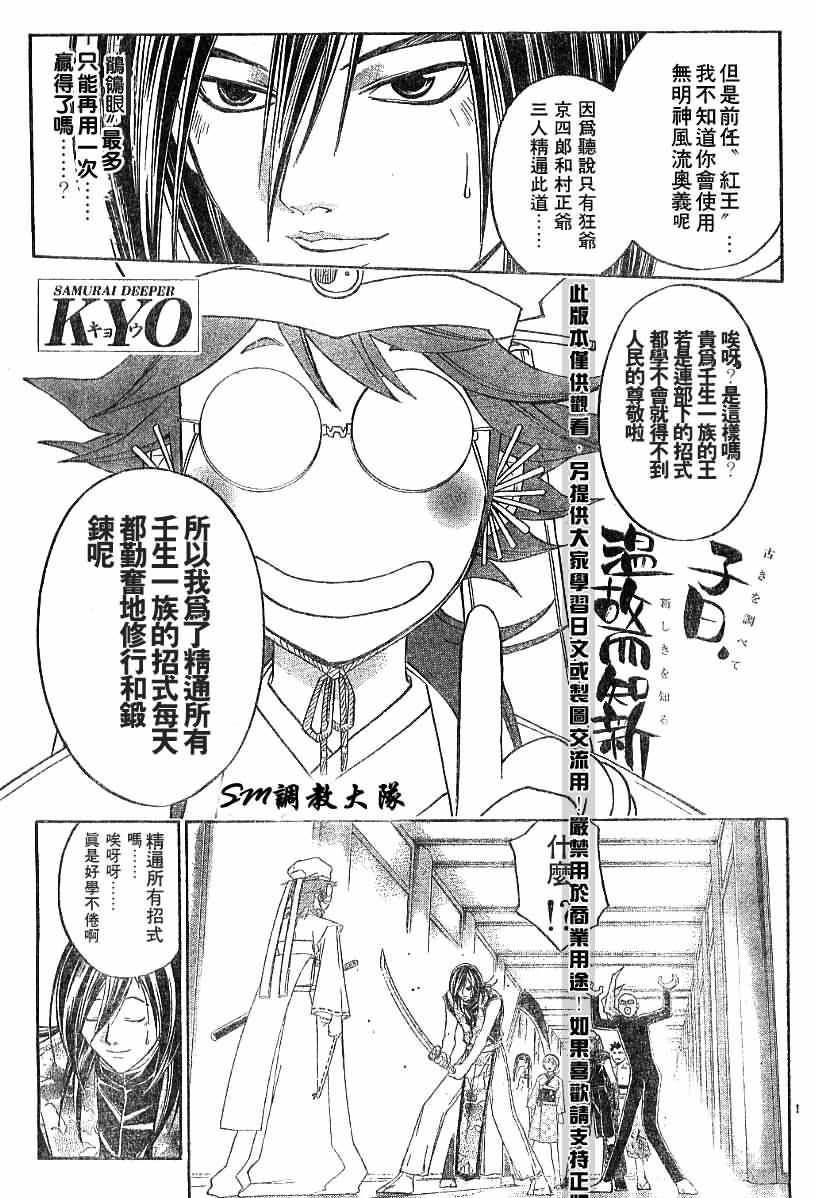 但是前任〝紅王〞…
我不知道你會使用
無明神風流奧義呢
因為聽說只有狂爺
京四郎和村正爺
三人精通此道……
鶺鴒眼〞最多
只能再用一次……
贏得了嗎……？
SAMURAI DEEPER
KYO
キョウ
唉呀？是這樣嗎？
貴為壬生一族的王
若是連部下的招式
都學不會就得不到
人民的尊敬啦
子曰、
溫故而知新
古きを調べて
新しきを知る
所以我為了精通所有
壬生一族的招式每天
都勤奮地修行和鍛
鍊呢
此版本僅供觀看，另提供大家學習日文或製圖交流用！嚴禁用於商業用途！如果喜歡請支持正版
SM調教大隊
什麼！？
精通所有招式
嗎……
唉呀呀……
真是好學不倦啊
1